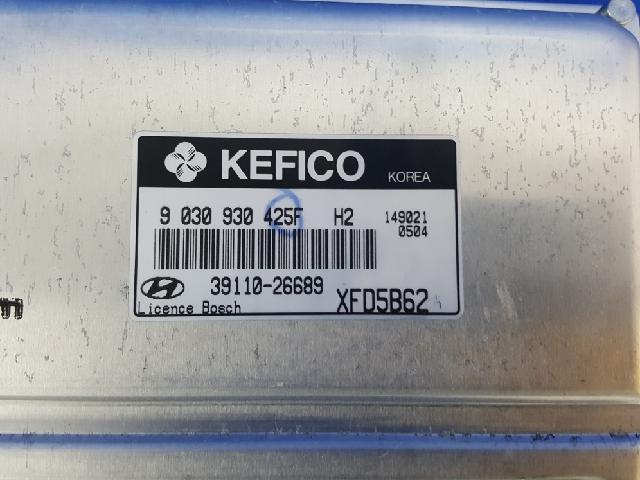 KEFICO KOREA
9 030 930 425F H2 149021
0504
39110-26689
Licence Bosch XFD5B62